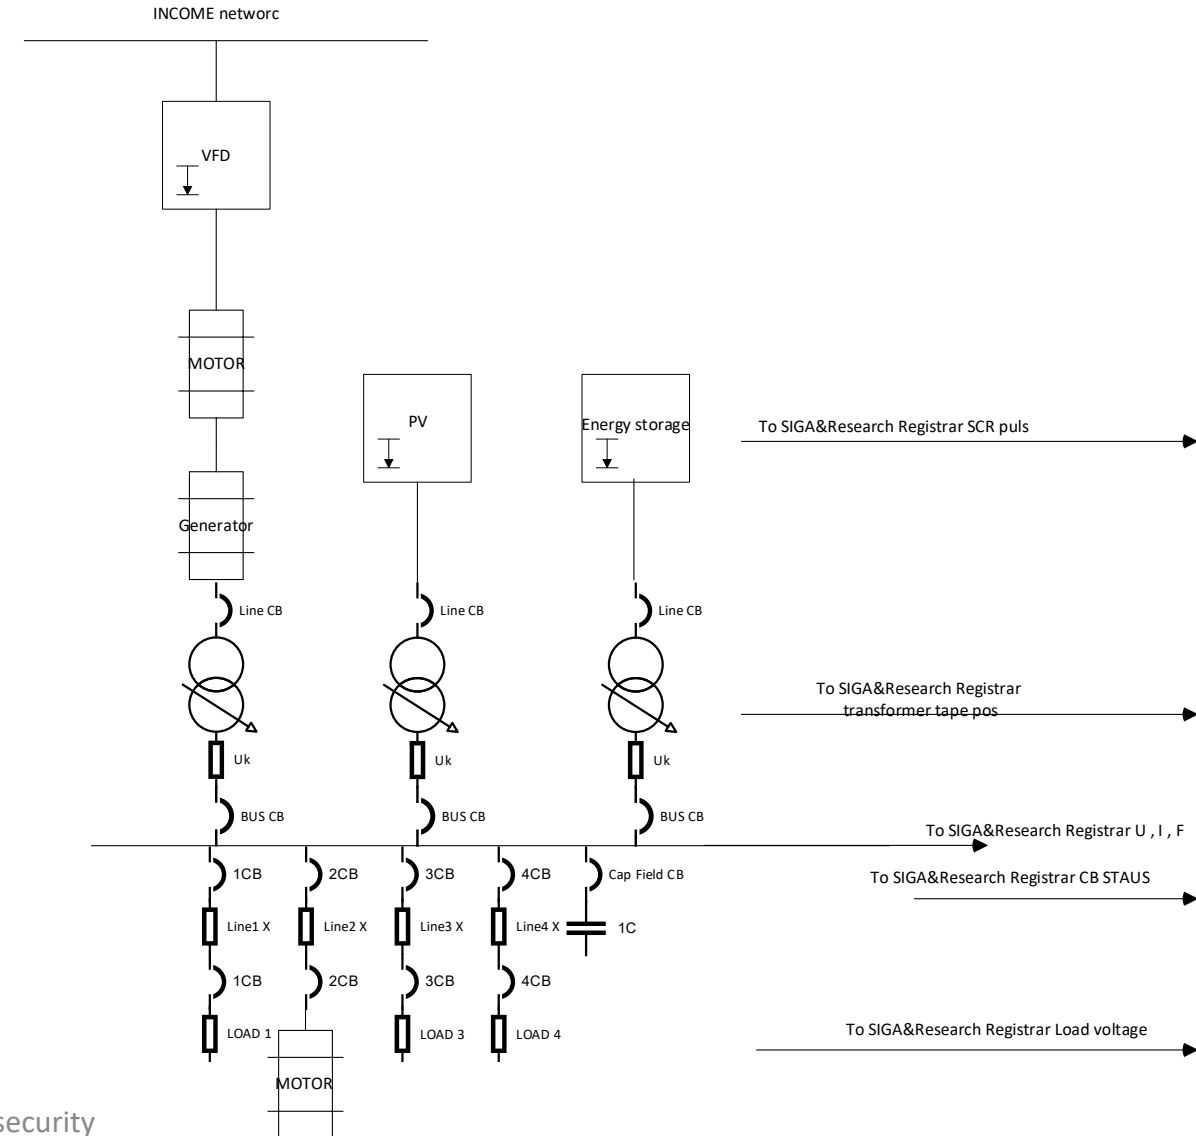 INCOME networc
VFD
MOTOR
PV
Energy storage
To SIGA&Research Registrar SCR puls
Generator
Line CB
Line CB
Line CB
To SIGA&Research Registrar
transformer tape pos
Uk
Uk
Uk
BUS CB
BUS CB
BUS CB
To SIGA&Research Registrar U , I , F
1CB
2CB
3CB
4CB
Cap Field CB
To SIGA&Research Registrar CB STAUS
Line1 X
Line2 X
Line3 X
Line4 X
1C
1CB
2CB
3CB
4CB
LOAD 1
LOAD 3
LOAD 4
To SIGA&Research Registrar Load voltage
MOTOR
security